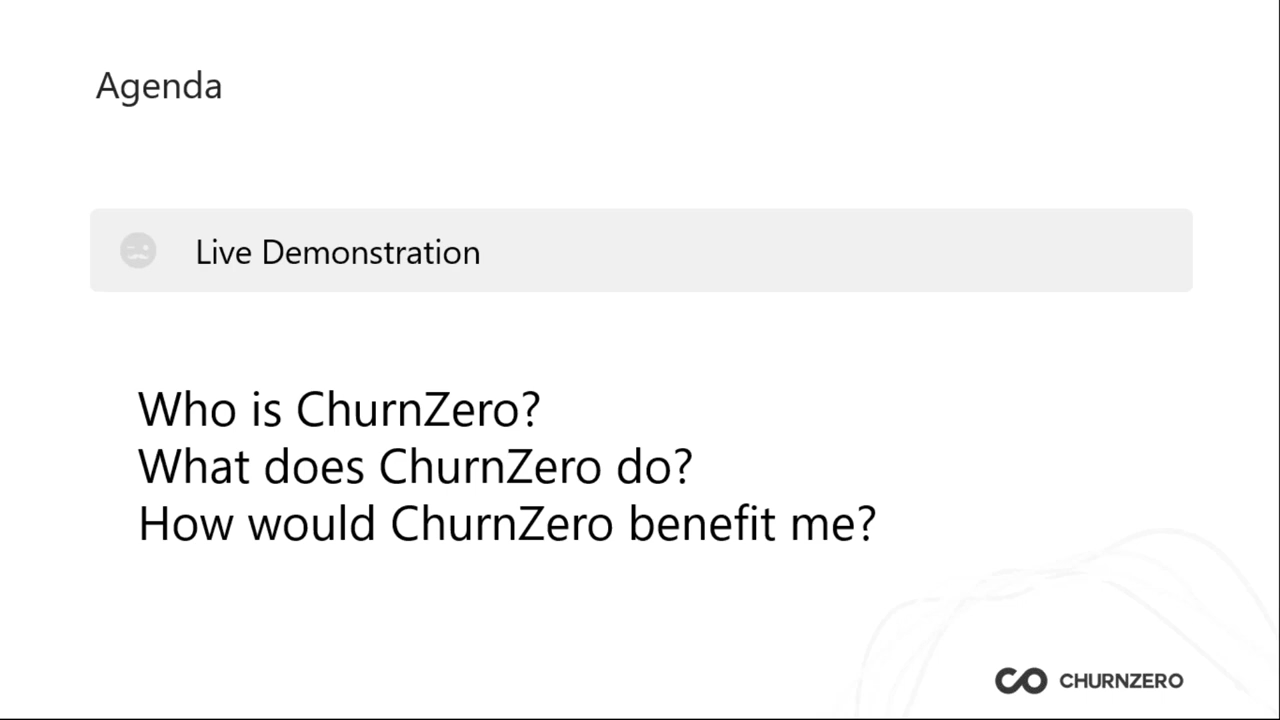 Agenda
Live Demonstration
Who is ChurnZero?
What does ChurnZero do?
How would ChurnZero benefit me?
CHURNZERO